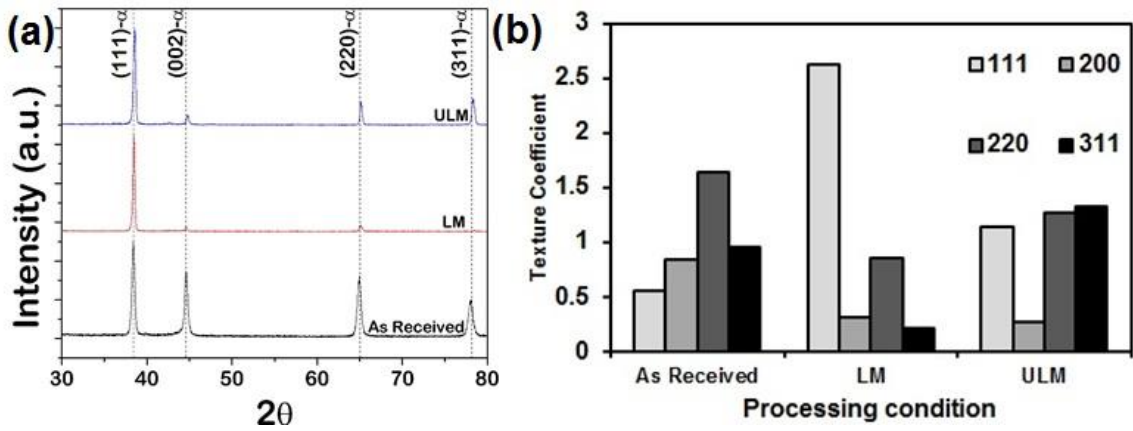 (a)
(111)-α
(002)-α
(220)-α
(311)-α
ULM
LM
As Received
Intensity (a.u.)
30 40 50 60 70 80
2θ
(b)
3
2.5
2
1.5
1
0.5
0
Texture Coefficient
111 200
220 311
As Received LM ULM
Processing condition